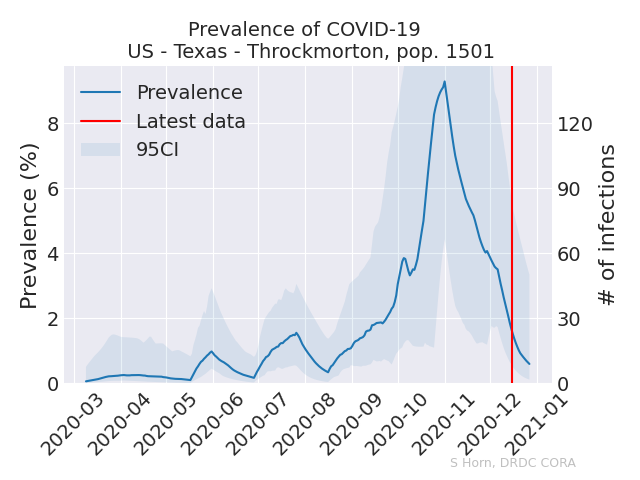 Prevalence of COVID-19
US - Texas - Throckmorton, pop. 1501
Prevalence
Latest data
95CI
Prevalence (%)
8
6
4
2
0
# of infections
120
90
60
30
0
2020-03
2020-04
2020-05
2020-06
2020-07
2020-08
2020-09
2020-10
2020-11
2020-12
2021-01
S Horn, DRDC CORA